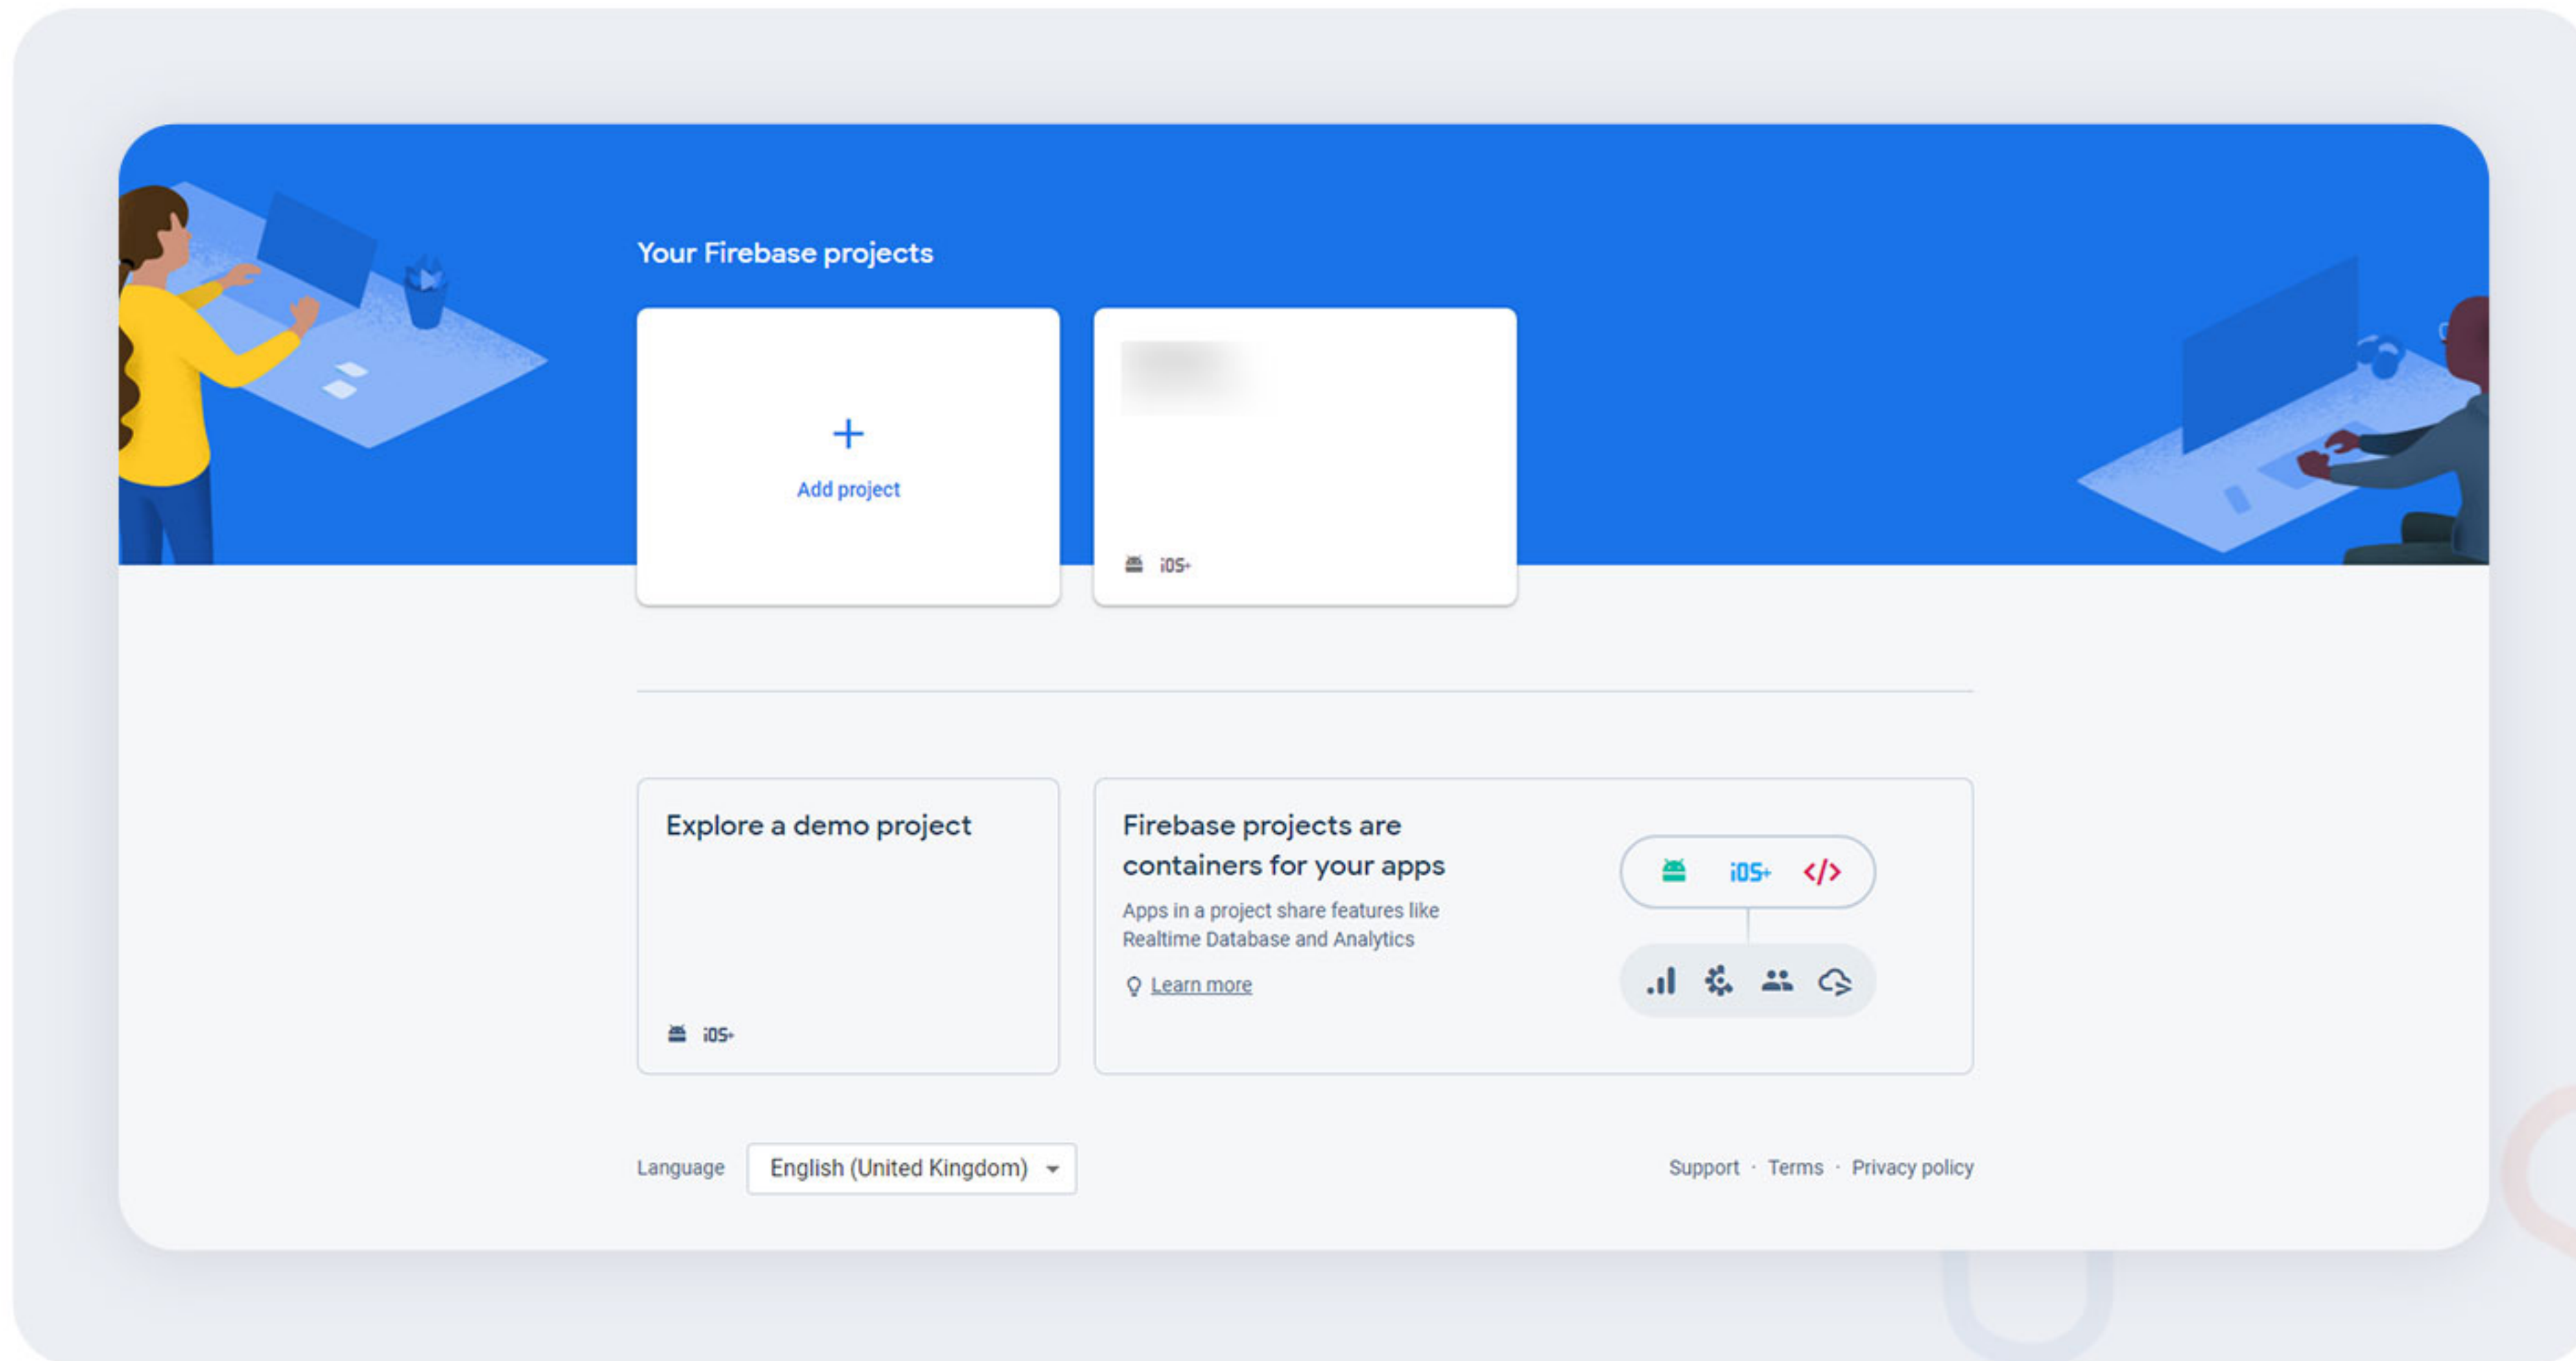 Your Firebase projects
Add project
iOS+
Explore a demo project
iOS+
Firebase projects are
containers for your apps
Apps in a project share features like
Realtime Database and Analytics
Learn more
iOS+ </>
Language English (United Kingdom)
Support · Terms · Privacy policy